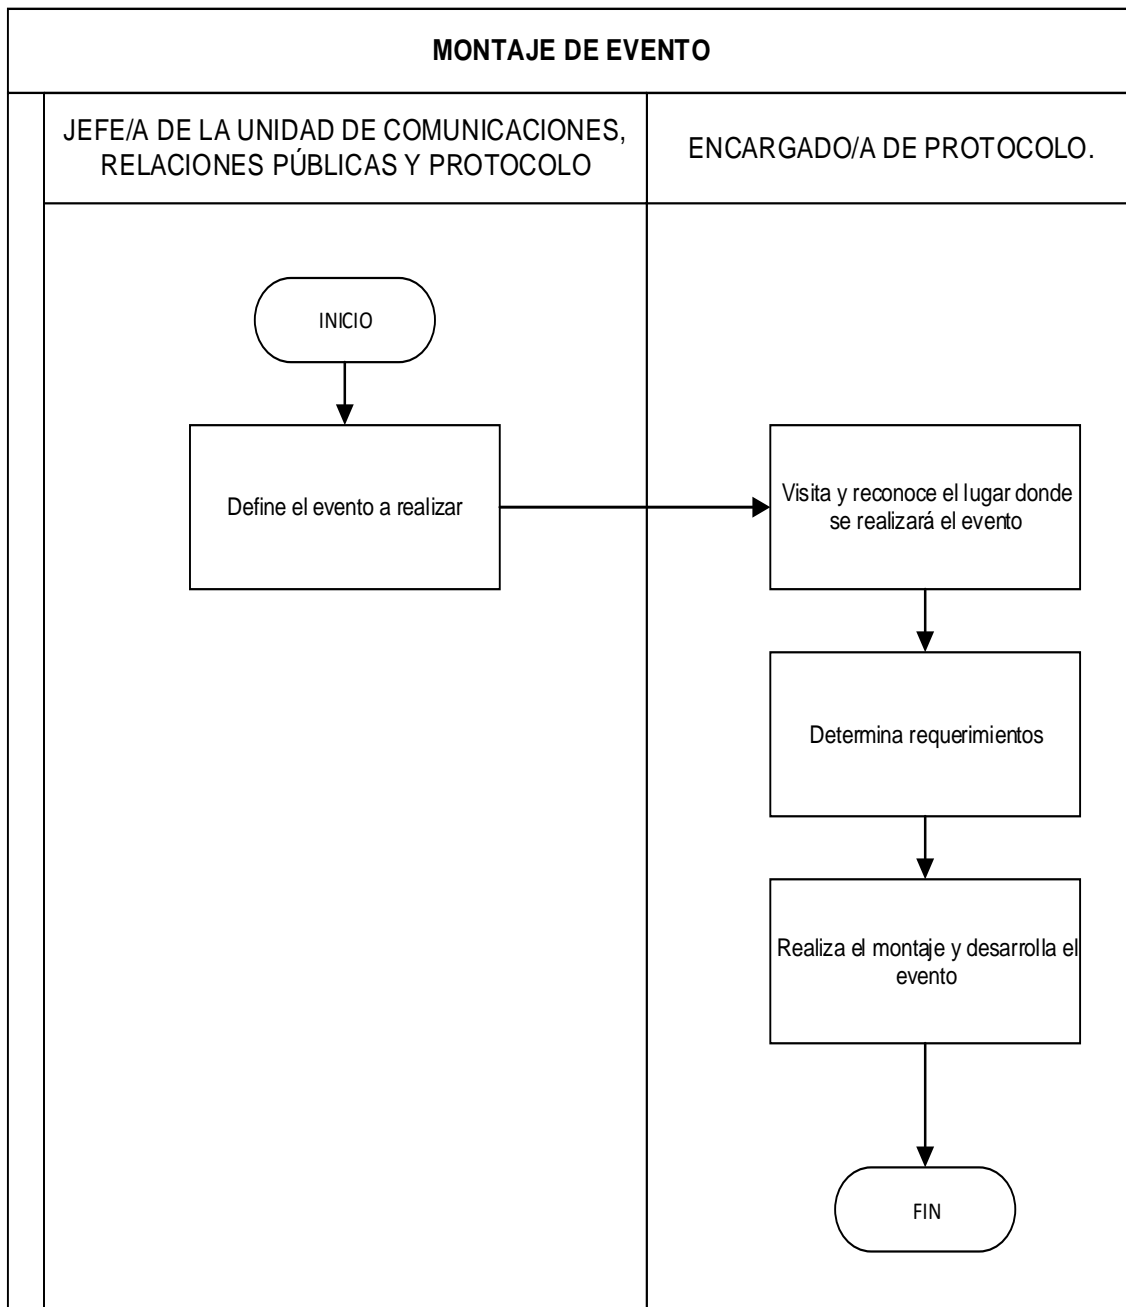 MONTAJE DE EVENTO
JEFE/A DE LA UNIDAD DE COMUNICACIONES,
RELACIONES PÚBLICAS Y PROTOCOLO
ENCARGADO/A DE PROTOCOLO.
INICIO
Define el evento a realizar
Visita y reconoce el lugar donde
se realizará el evento
Determina requerimientos
Realiza el montaje y desarrolla el
evento
FIN